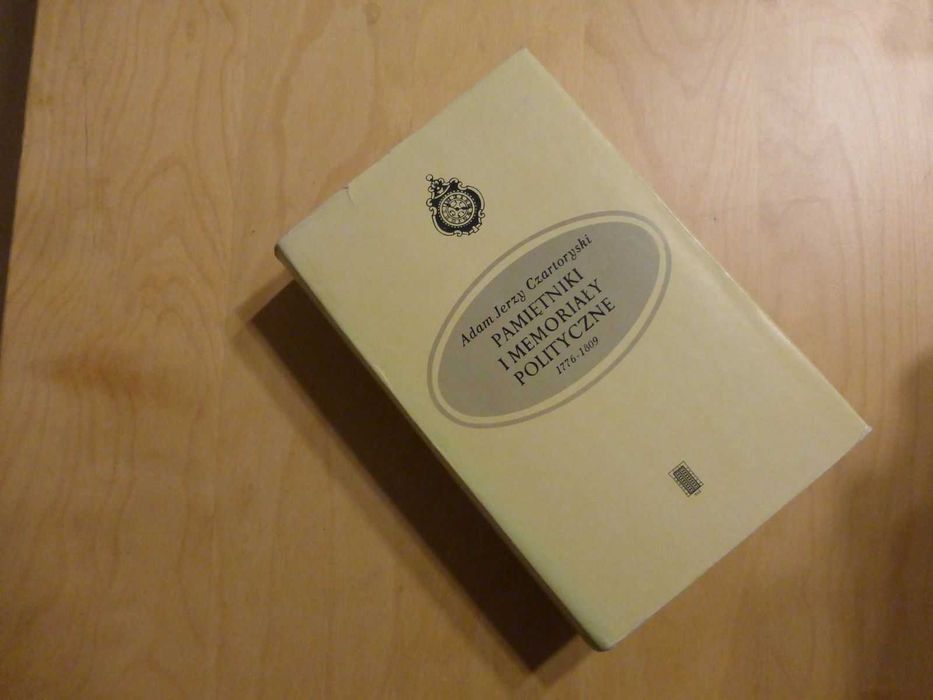 Adam Jerzy Czartoryski
PAMIĘTNIKI
I MEMORIAŁY
POLITYCZNE
1776-1809